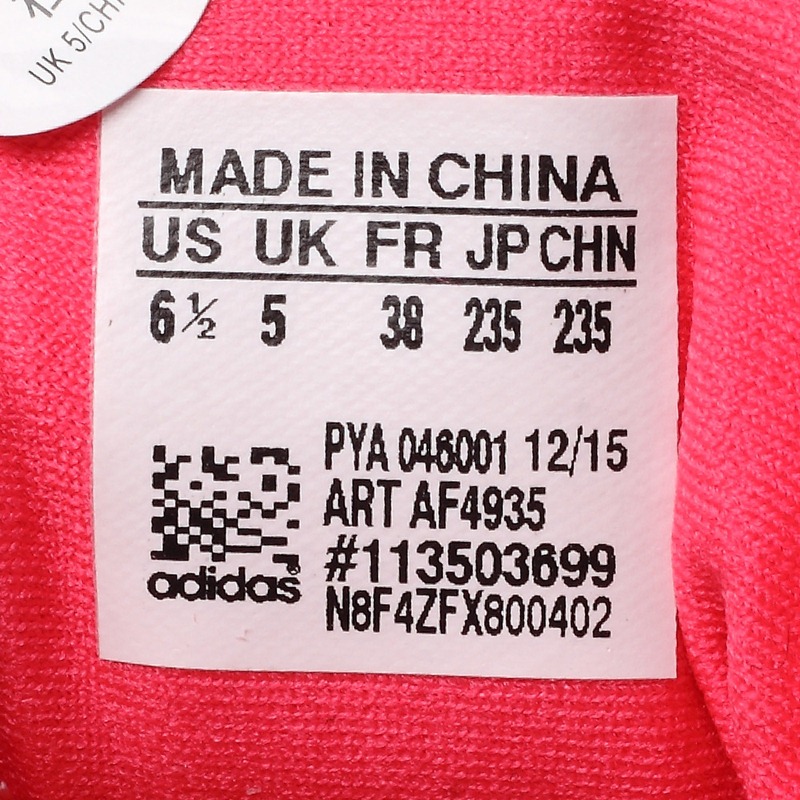 UK 5/CH
MADE IN CHINA
US UK FR JP CHN
6½ 5 38 235 235
PYA 046001 12/15
ART AF4935
#113503699
N8F4ZFX800402
adidas®